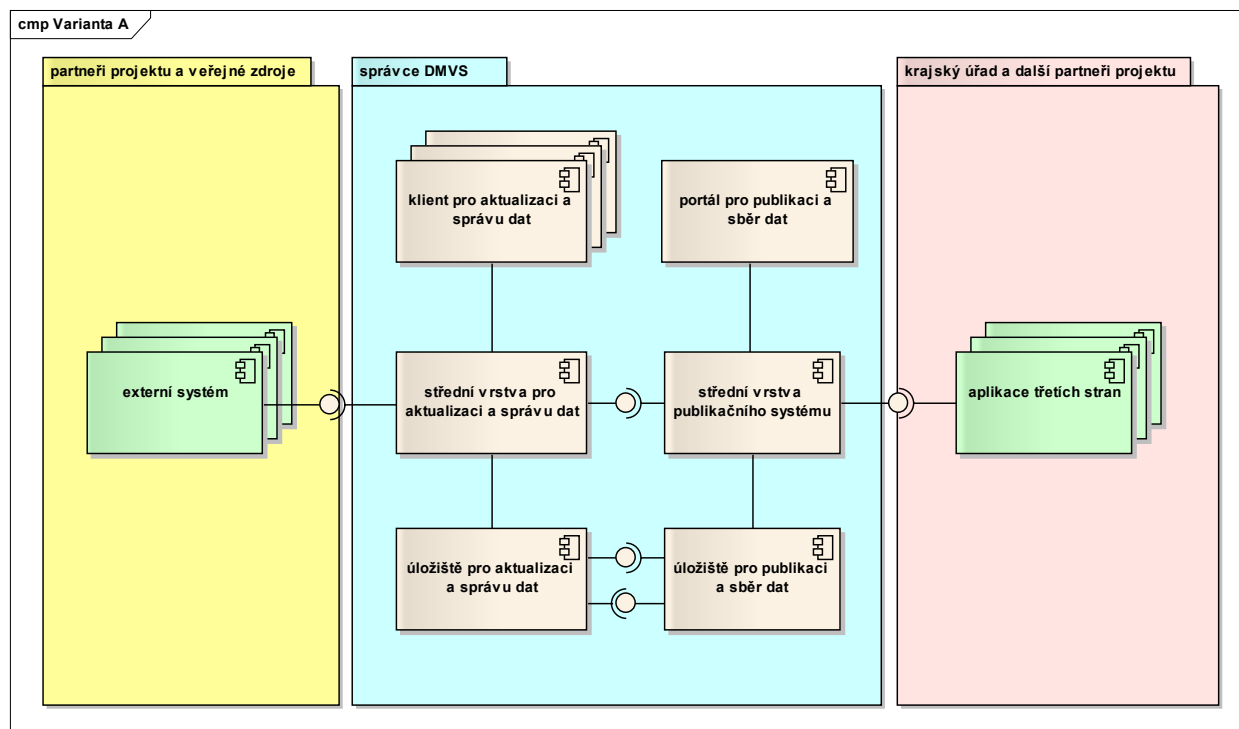 cmp Varianta A
partneři projektu a veřejné zdroje
správce DMVS
krajský úřad a další partneři projektu
klient pro aktualizaci a
správu dat
portál pro publikaci a
sběr dat
externí systém
střední vrstva pro
aktualizaci a správu dat
střední vrstva
publikačního systému
aplikace třetích stran
úložiště pro aktualizaci
a správu dat
úložiště pro publikaci
a sběr dat